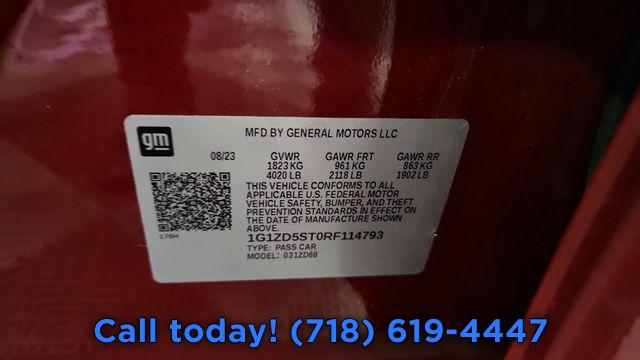 gm
MFD BY GENERAL MOTORS LLC
08/23 GVWR GAWR FRT GAWR RR
1823 KG 961 KG 863 KG
4020 LB 2118 LB 1902 LB
THIS VEHICLE CONFORMS TO ALL
APPLICABLE U.S. FEDERAL MOTOR
VEHICLE SAFETY, BUMPER, AND THEFT
PREVENTION STANDARDS IN EFFECT ON
THE DATE OF MANUFACTURE SHOWN
ABOVE.
179H
1G1ZD5ST0RF114793
TYPE: PASS CAR
MODEL: 031ZD69
Call today! (718) 619-4447